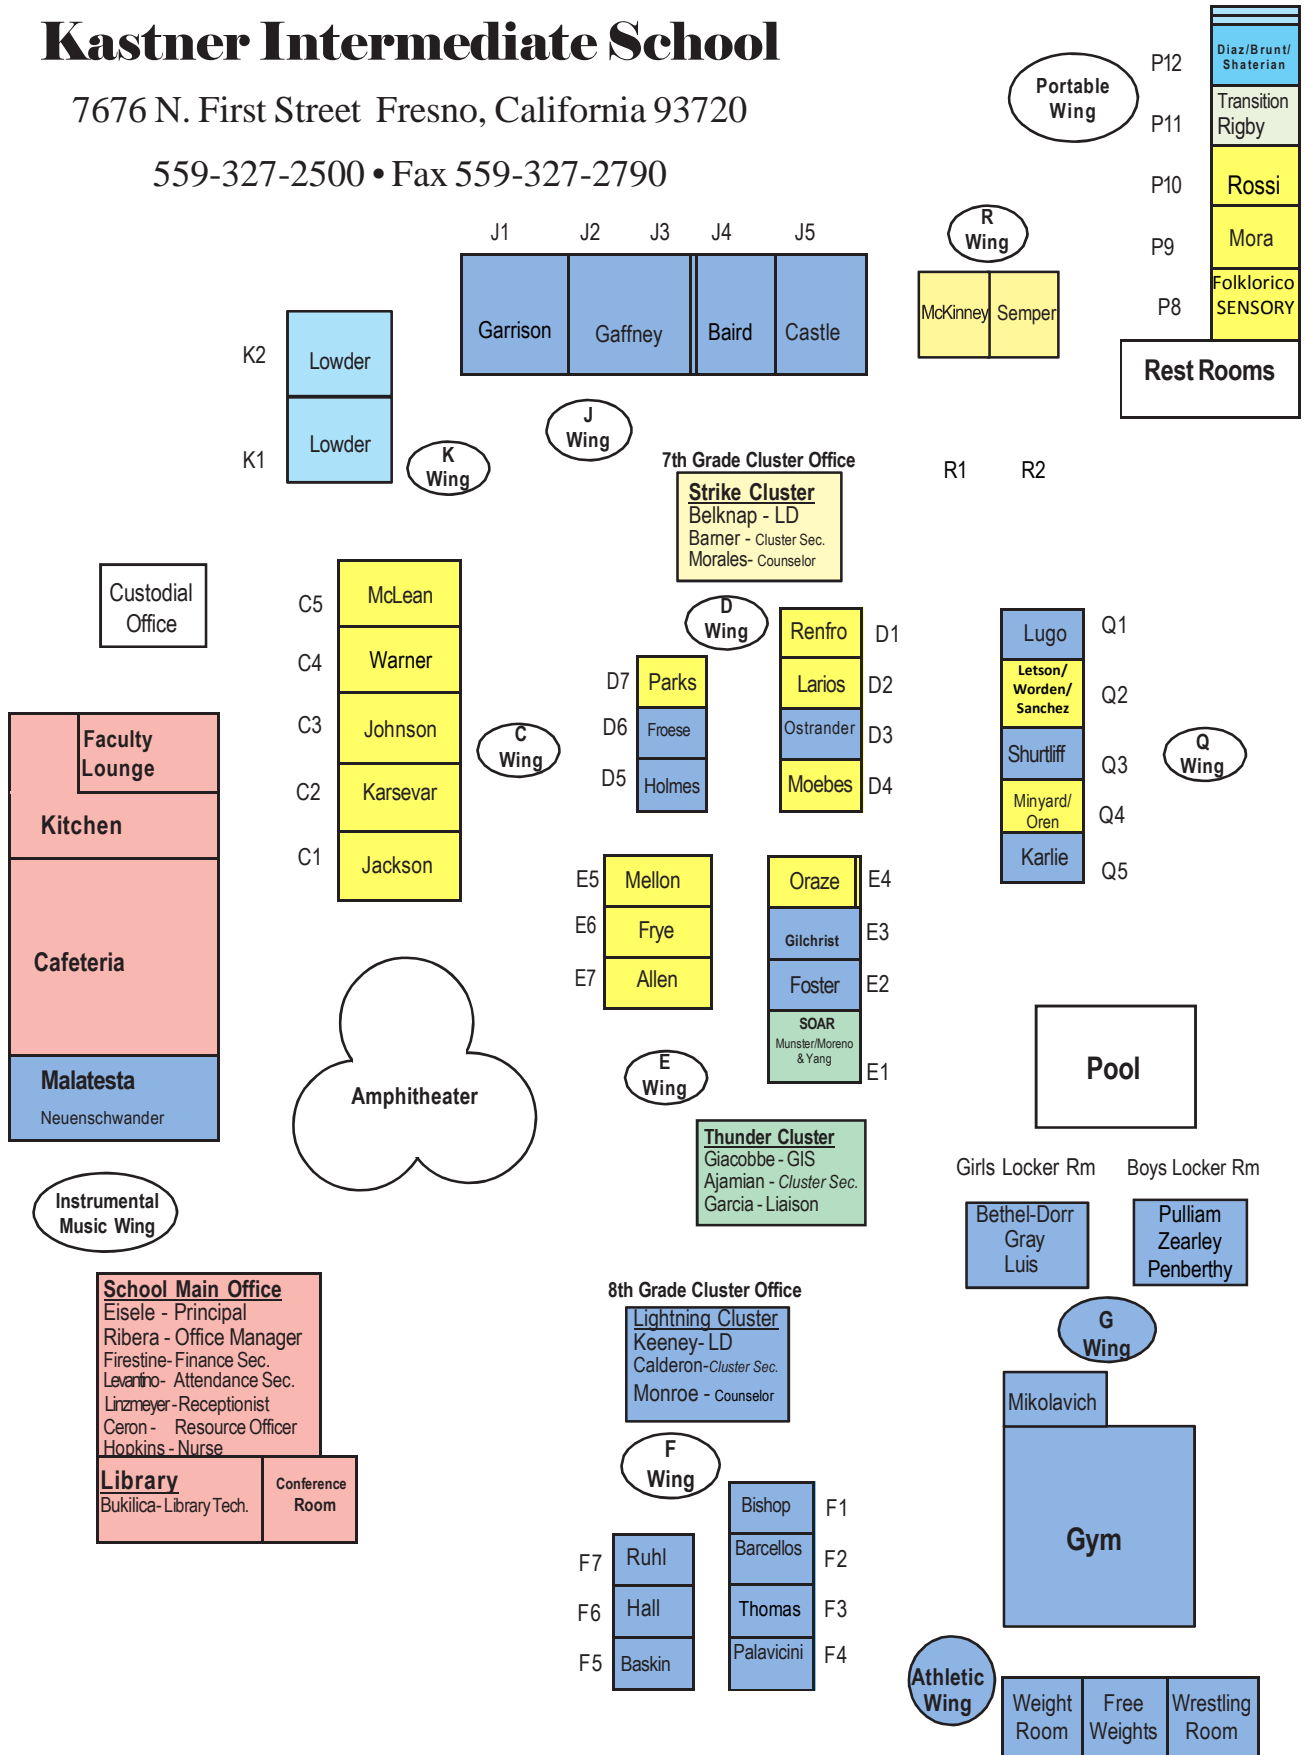 Kastner Intermediate School
7676 N. First Street Fresno, California 93720
559-327-2500 • Fax 559-327-2790
Portable
Wing
P12
Diaz/Brunt/
Shaterian
P11
Transition
Rigby
P10
Rossi
P9
Mora
P8
Folklorico
SENSORY
Rest Rooms
R
Wing
McKinney
Semper
R1
R2
J1
J2
J3
J4
J5
Garrison
Gaffney
Baird
Castle
J
Wing
K2
Lowder
K1
Lowder
K
Wing
7th Grade Cluster Office
Strike Cluster
Belknap - LD
Barner - Cluster Sec.
Morales- Counselor
Custodial
Office
C5
McLean
C4
Warner
C3
Johnson
C2
Karsevar
C1
Jackson
C
Wing
D
Wing
Renfro
D1
D7
Parks
Larios
D2
D6
Froese
Ostrander
D3
D5
Holmes
Moebes
D4
Lugo
Q1
Letson/
Worden/
Sanchez
Q2
Shurtliff
Q3
Minyard/
Oren
Q4
Karlie
Q5
Q
Wing
Faculty
Lounge
Kitchen
Cafeteria
Malatesta
Neuenschwander
Instrumental
Music Wing
E5
Mellon
Oraze
E4
E6
Frye
Gilchrist
E3
E7
Allen
Foster
E2
SOAR
Munster/Moreno
& Yang
E1
E
Wing
Amphitheater
Pool
Thunder Cluster
Giacobbe - GIS
Ajamian - Cluster Sec.
Garcia - Liaison
Girls Locker Rm
Boys Locker Rm
Bethel-Dorr
Gray
Luis
Pulliam
Zearley
Penberthy
G
Wing
School Main Office
Eisele - Principal
Ribera - Office Manager
Firestine- Finance Sec.
Levantino- Attendance Sec.
Linzmeyer - Receptionist
Ceron - Resource Officer
Hopkins - Nurse
Library
Bukilica- Library Tech.
Conference
Room
8th Grade Cluster Office
Lightning Cluster
Keeney- LD
Calderon-Cluster Sec.
Monroe - Counselor
F
Wing
Bishop
F1
F7
Ruhl
Barcellos
F2
F6
Hall
Thomas
F3
F5
Baskin
Palavicini
F4
Mikolavich
Gym
Athletic
Wing
Weight
Room
Free
Weights
Wrestling
Room